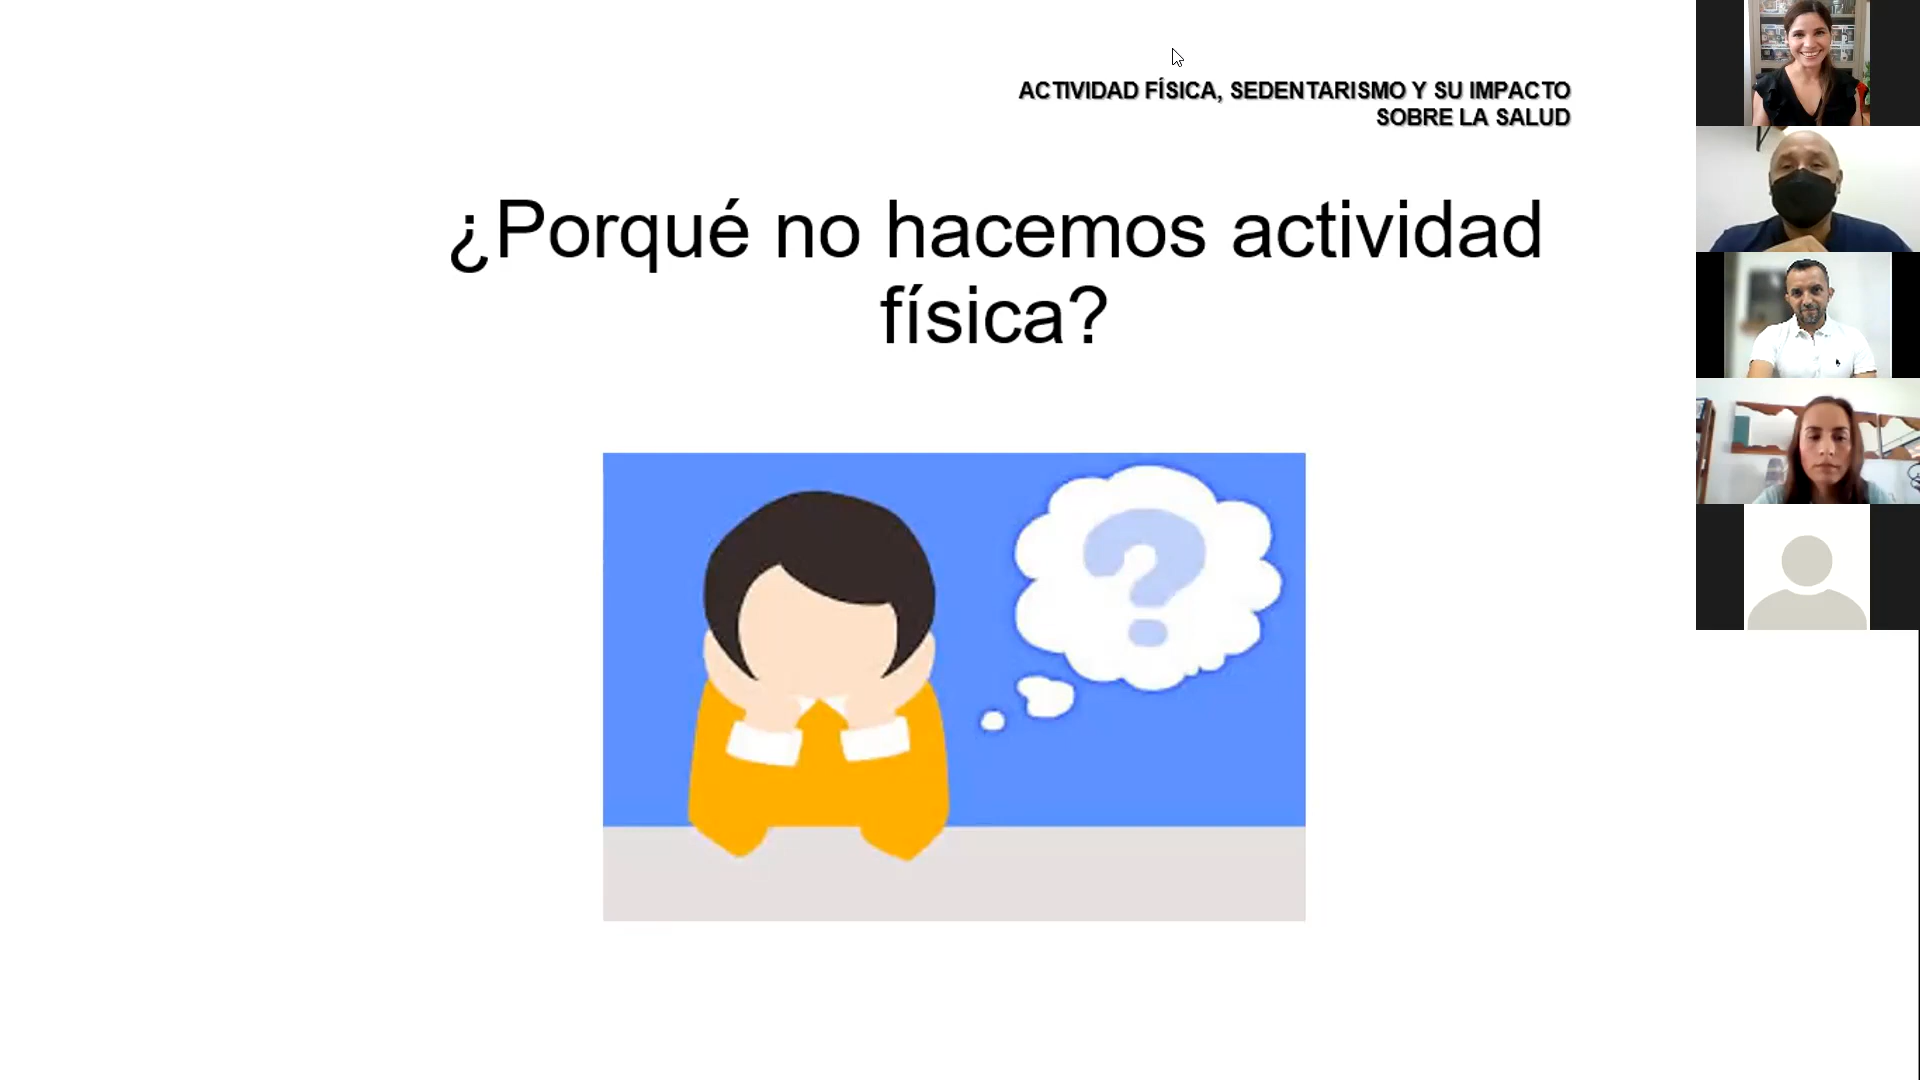 ACTIVIDAD FÍSICA, SEDENTARISMO Y SU IMPACTO
SOBRE LA SALUD
¿Porqué no hacemos actividad
física?
?